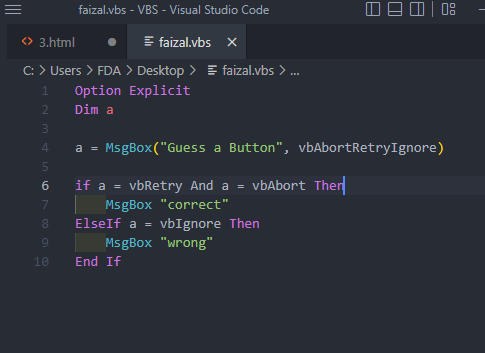 faizal.vbs - VBS - Visual Studio Code
3.html
faizal.vbs
C: > Users > FDA > Desktop > faizal.vbs > ...
1 Option Explicit
2 Dim a
3
4 a = MsgBox("Guess a Button", vbAbortRetryIgnore)
5
6 if a = vbRetry And a = vbAbort Then
7 MsgBox "correct"
8 ElseIf a = vbIgnore Then
9 MsgBox "wrong"
10 End If